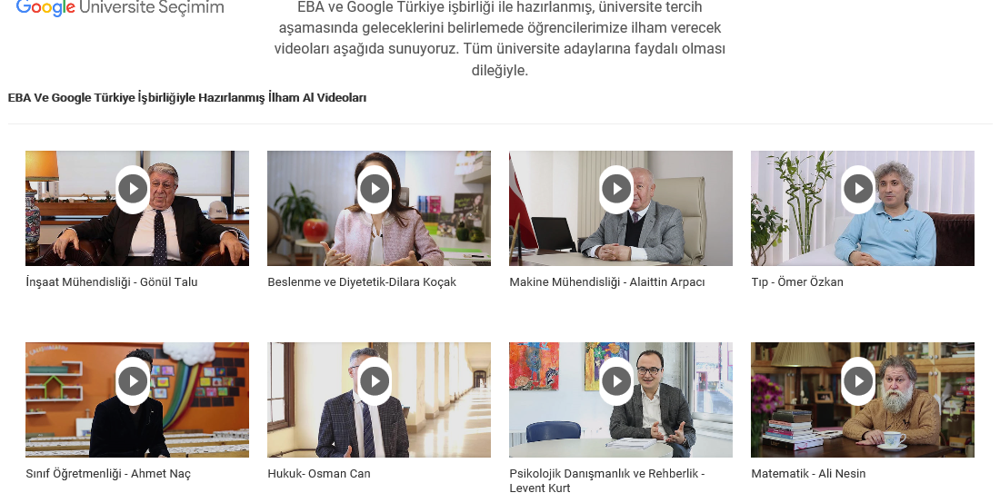 Google Üniversite Seçimim
EBA ve Google Türkiye işbirliği ile hazırlanmış, üniversite tercih
aşamasında geleceklerini belirlemede öğrencilerimize ilham verecek
videoları aşağıda sunuyoruz. Tüm üniversite adaylarına faydalı olması
dileğiyle.
EBA Ve Google Türkiye İşbirliğiyle Hazırlanmış İlham Al Videoları
İnşaat Mühendisliği - Gönül Talu
Beslenme ve Diyetetik-Dilara Koçak
Makine Mühendisliği - Alaittin Arpacı
Tıp - Ömer Özkan
Sınıf Öğretmenliği - Ahmet Naç
Hukuk- Osman Can
Psikolojik Danışmanlık ve Rehberlik -
Levent Kurt
Matematik - Ali Nesin